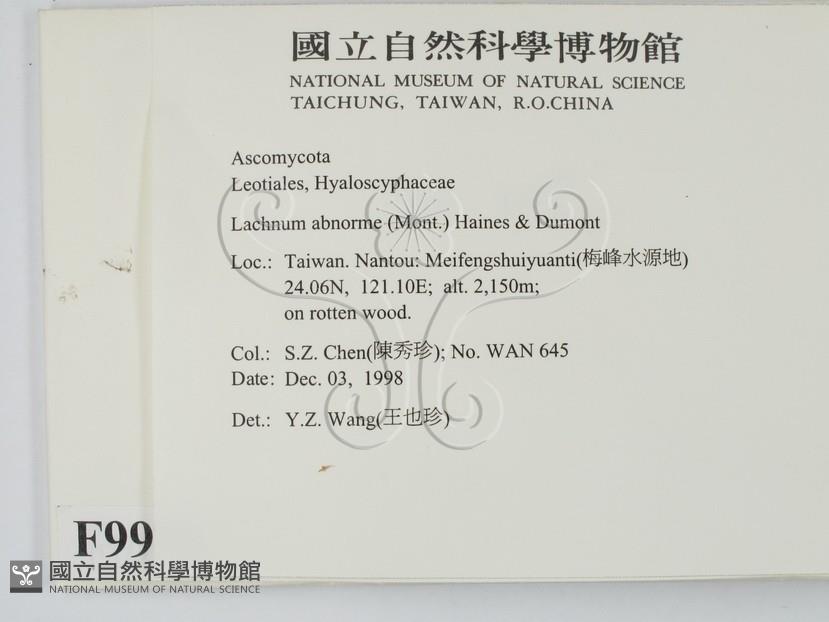 國立自然科學博物館
NATIONAL MUSEUM OF NATURAL SCIENCE
TAICHUNG, TAIWAN, R.O.CHINA
Ascomycota
Leotiales, Hyaloscyphaceae
Lachnum abnorme (Mont.) Haines & Dumont
Loc.: Taiwan. Nantou: Meifengshuiyuanti(梅峰水源地)
24.06N, 121.10E; alt. 2,150m;
on rotten wood.
Col.: S.Z. Chen(陳秀珍); No. WAN 645
Date: Dec. 03, 1998
Det.: Y.Z. Wang(王也珍)
F99
國立自然科學博物館
NATIONAL MUSEUM OF NATURAL SCIENCE